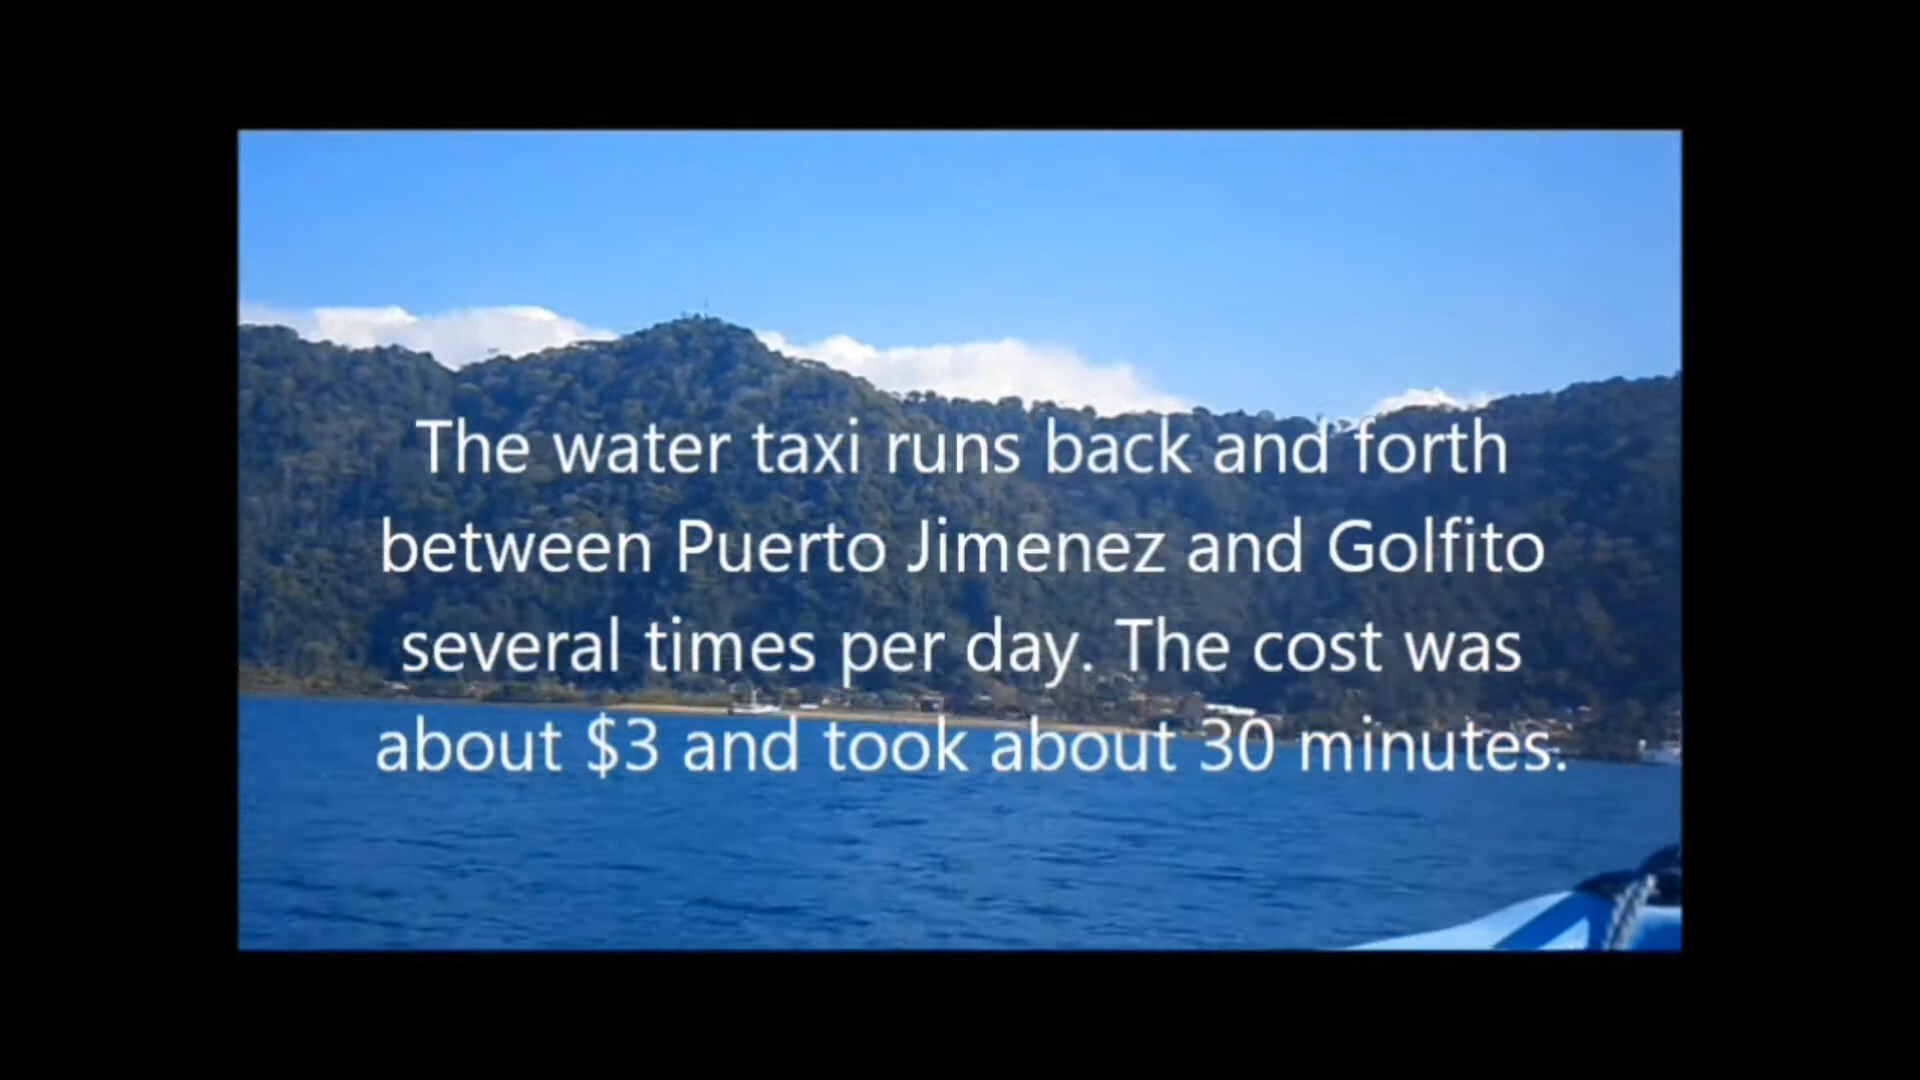 The water taxi runs back and forth
between Puerto Jimenez and Golfito
several times per day. The cost was
about $3 and took about 30 minutes.